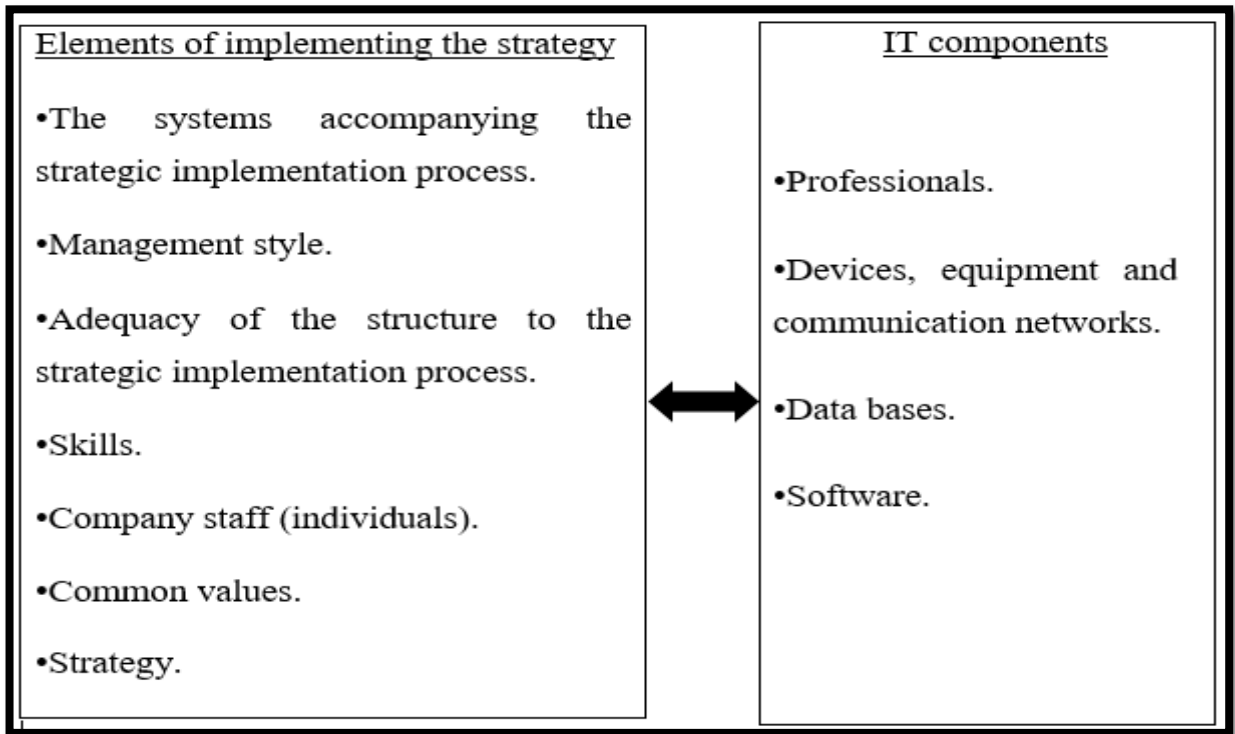 Elements of implementing the strategy
•The systems accompanying the
strategic implementation process.
•Management style.
•Adequacy of the structure to the
strategic implementation process.
•Skills.
•Company staff (individuals).
•Common values.
•Strategy.
IT components
•Professionals.
•Devices, equipment and
communication networks.
•Data bases.
•Software.